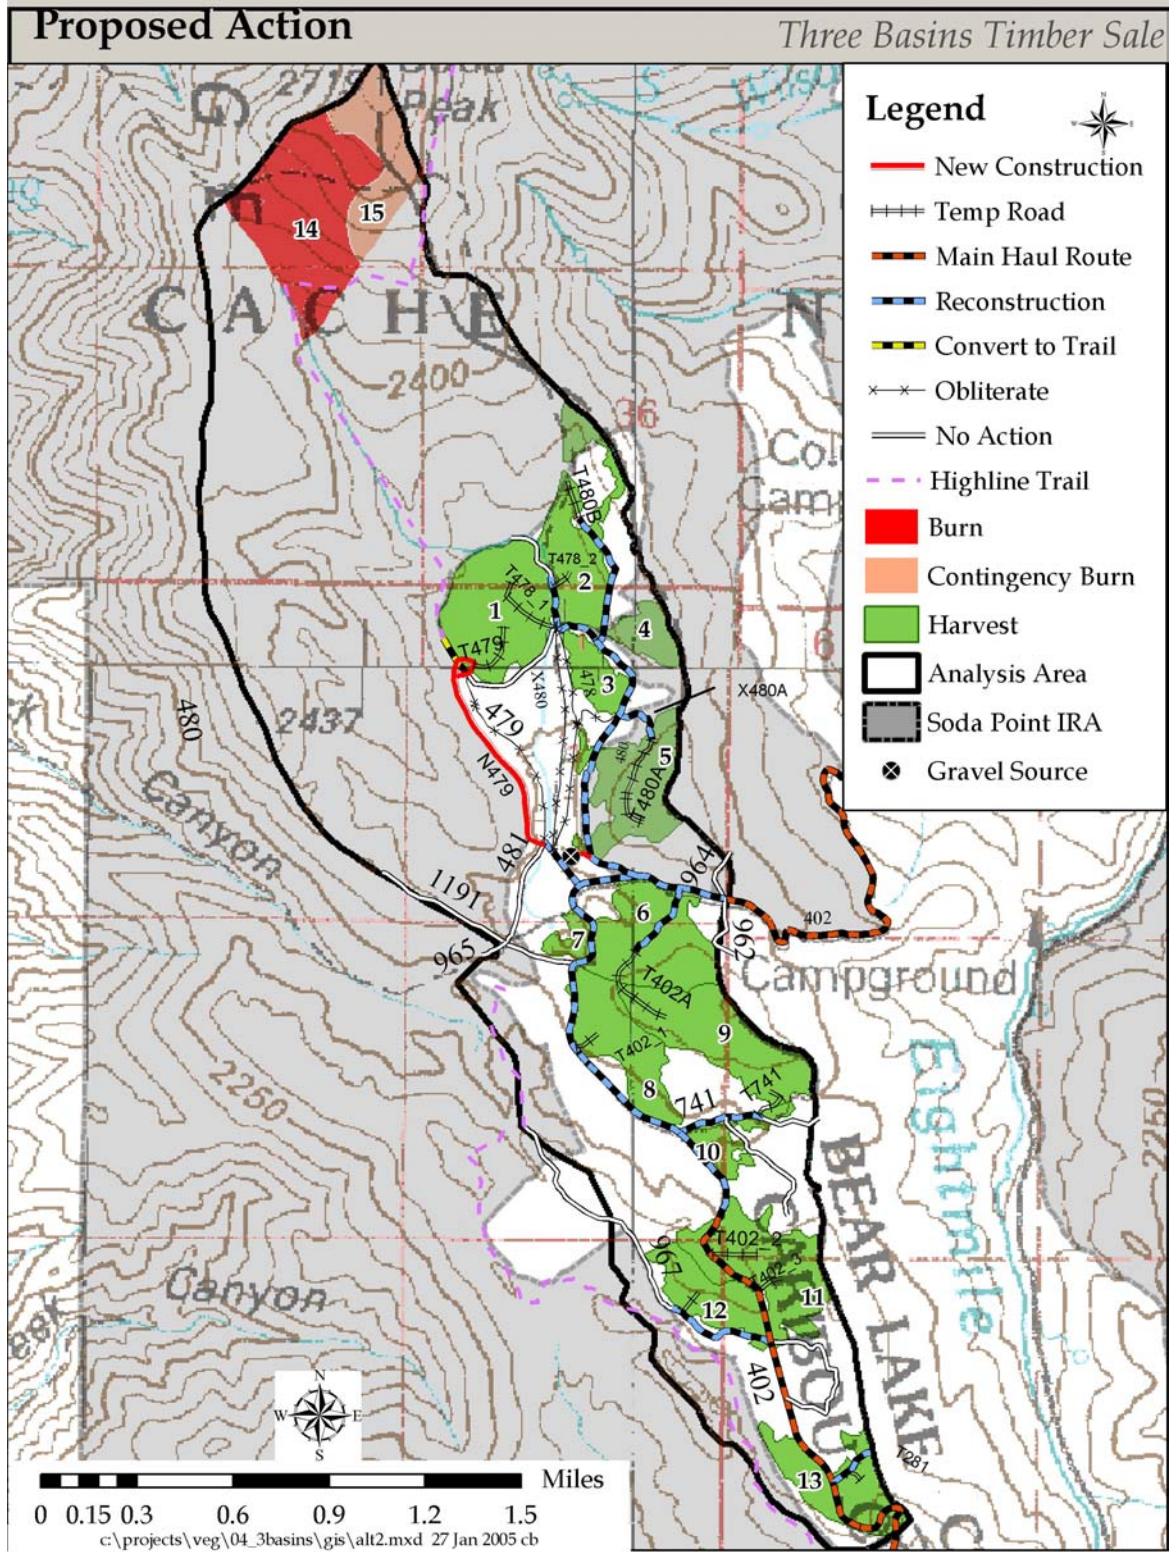 Proposed Action
Three Basins Timber Sale
Legend
New Construction
Temp Road
Main Haul Route
Reconstruction
Convert to Trail
Obliterate
No Action
Highline Trail
Burn
Contingency Burn
Harvest
Analysis Area
Soda Point IRA
Gravel Source
N
W E
S
Peak
14
15
CACHE
N
2400
36
T480B
T478_2
2
T478_1
1
4
6
T479
X480
478
3
X480A
480
2437
479
N479
480
5
T480A
Canyon
481
964
1191
6
402
7
965
962
Campground
T402A
9
T402_1
8
741
T741
2250
10
BEAR LAKE
Eightmile
2250
T402_2
T402_3
967
12
11
Canyon
402
T281
13
Miles
0 0.15 0.3 0.6 0.9 1.2 1.5
c:\projects\veg\04_3basins\gis\alt2.mxd 27 Jan 2005 cb